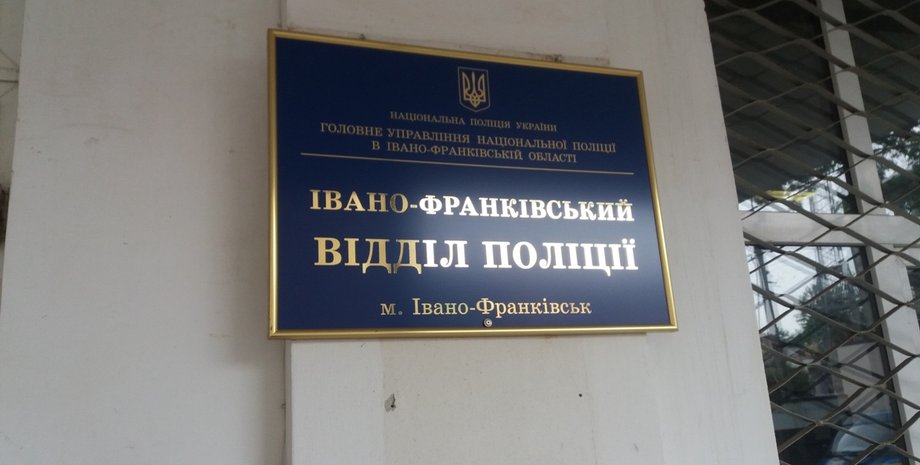 НАЦІОНАЛЬНА ПОЛІЦІЯ УКРАЇНИ
ГОЛОВНЕ УПРАВЛІННЯ НАЦІОНАЛЬНОЇ ПОЛІЦІЇ
В ІВАНО-ФРАНКІВСЬКІЙ ОБЛАСТІ
ІВАНО-ФРАНКІВСЬКИЙ
ВІДДІЛ ПОЛІЦІЇ
м. Івано-Франківськ